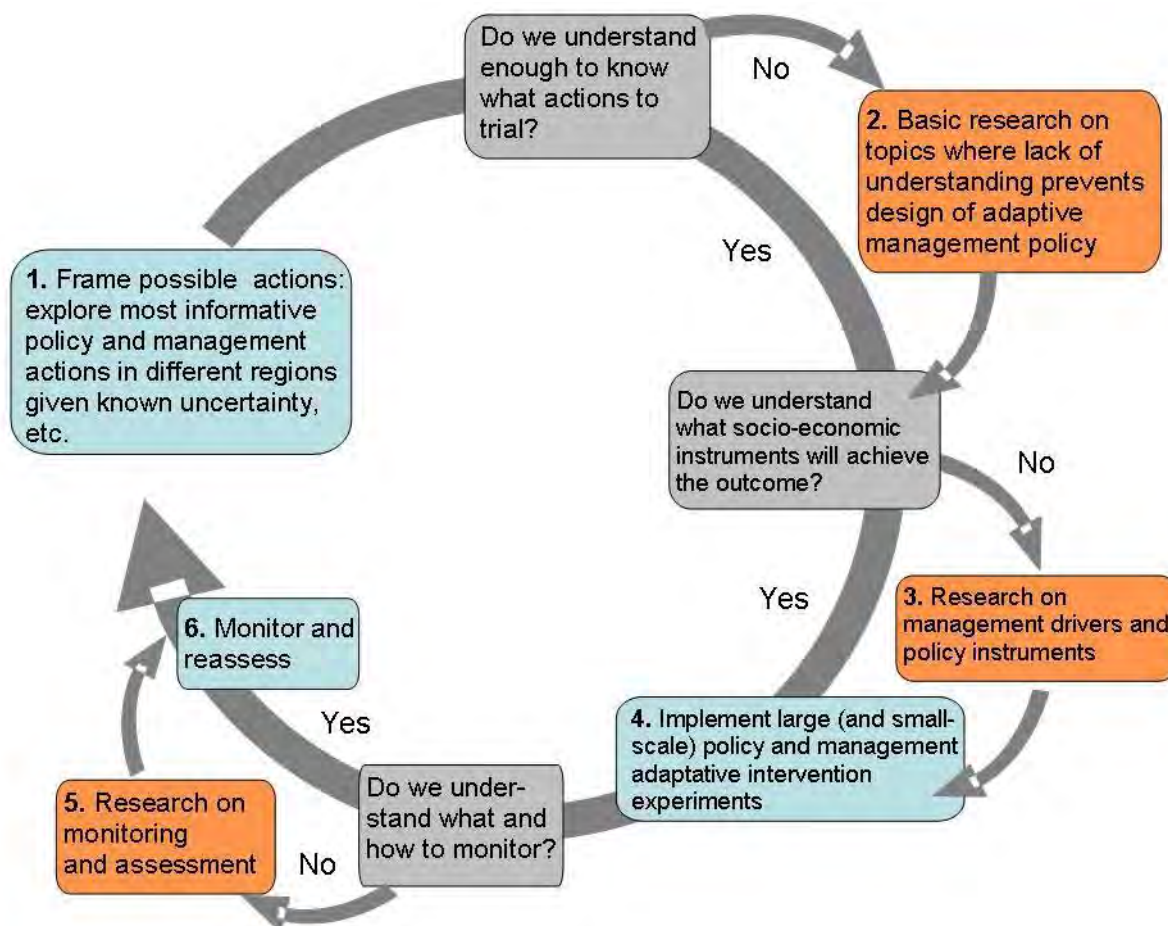 Do we understand
enough to know
what actions to
trial?
No
2. Basic research on
topics where lack of
understanding prevents
design of adaptive
management policy
Yes
1. Frame possible actions:
explore most informative
policy and management
actions in different regions
given known uncertainty,
etc.
Do we understand
what socio-economic
instruments will achieve
the outcome?
No
Yes
3. Research on
management drivers and
policy instruments
4. Implement large (and small-
scale) policy and management
adaptative intervention
experiments
Do we under-
stand what and
how to monitor?
No
Yes
5. Research on
monitoring
and assessment
6. Monitor and
reassess